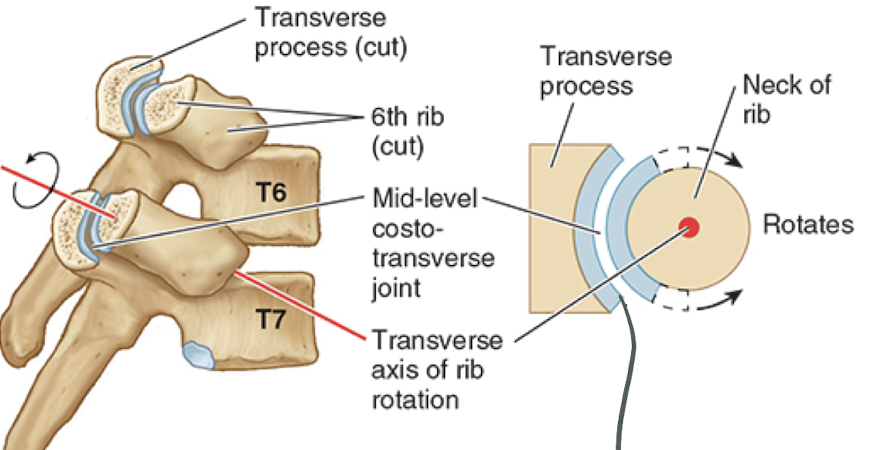 Transverse
process (cut)
6th rib
(cut)
T6
Mid-level
costo-
transverse
joint
T7
Transverse
axis of rib
rotation
Transverse
process
Neck of
rib
Rotates